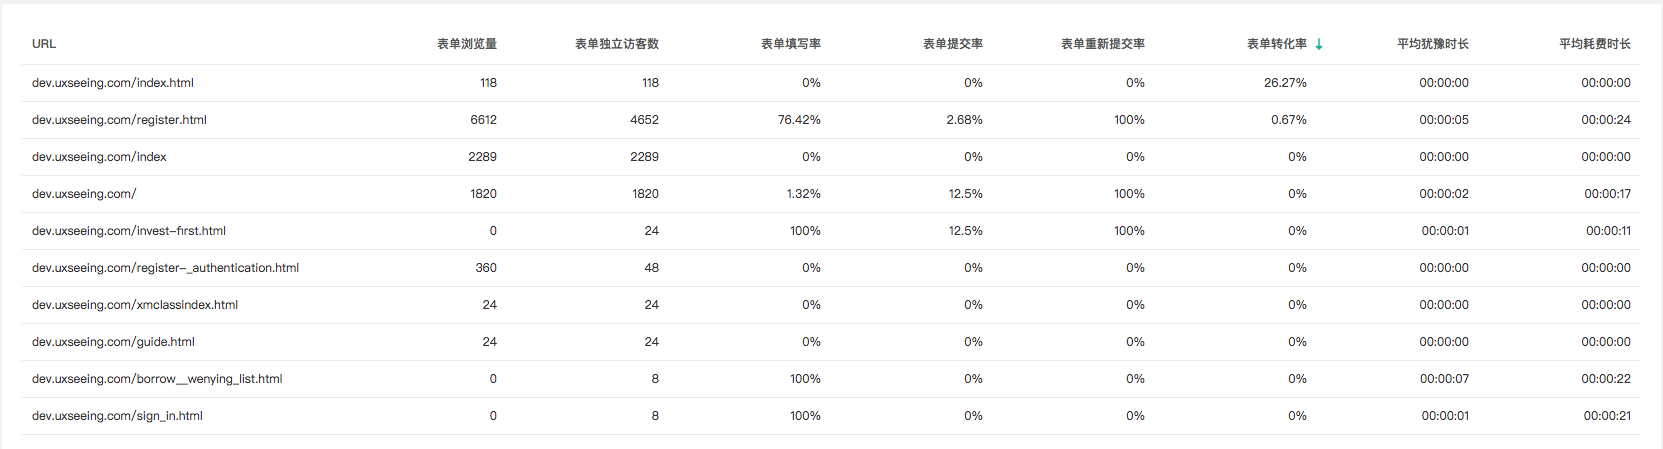 URL 表单浏览量 表单独立访客数 表单填写率 表单提交率 表单重新提交率 表单转化率 ↓ 平均犹豫时长 平均耗费时长
dev.uxseeing.com/index.html 118 118 0% 0% 0% 26.27% 00:00:00 00:00:00
dev.uxseeing.com/register.html 6612 4652 76.42% 2.68% 100% 0.67% 00:00:05 00:00:24
dev.uxseeing.com/index 2289 2289 0% 0% 0% 0% 00:00:00 00:00:00
dev.uxseeing.com/ 1820 1820 1.32% 12.5% 100% 0% 00:00:02 00:00:17
dev.uxseeing.com/invest-first.html 0 24 100% 12.5% 100% 0% 00:00:01 00:00:11
dev.uxseeing.com/register-_authentication.html 360 48 0% 0% 0% 0% 00:00:00 00:00:00
dev.uxseeing.com/xmclassindex.html 24 24 0% 0% 0% 0% 00:00:00 00:00:00
dev.uxseeing.com/guide.html 24 24 0% 0% 0% 0% 00:00:00 00:00:00
dev.uxseeing.com/borrow__wenying_list.html 0 8 100% 0% 0% 0% 00:00:07 00:00:22
dev.uxseeing.com/sign_in.html 0 8 100% 0% 0% 0% 00:00:01 00:00:21